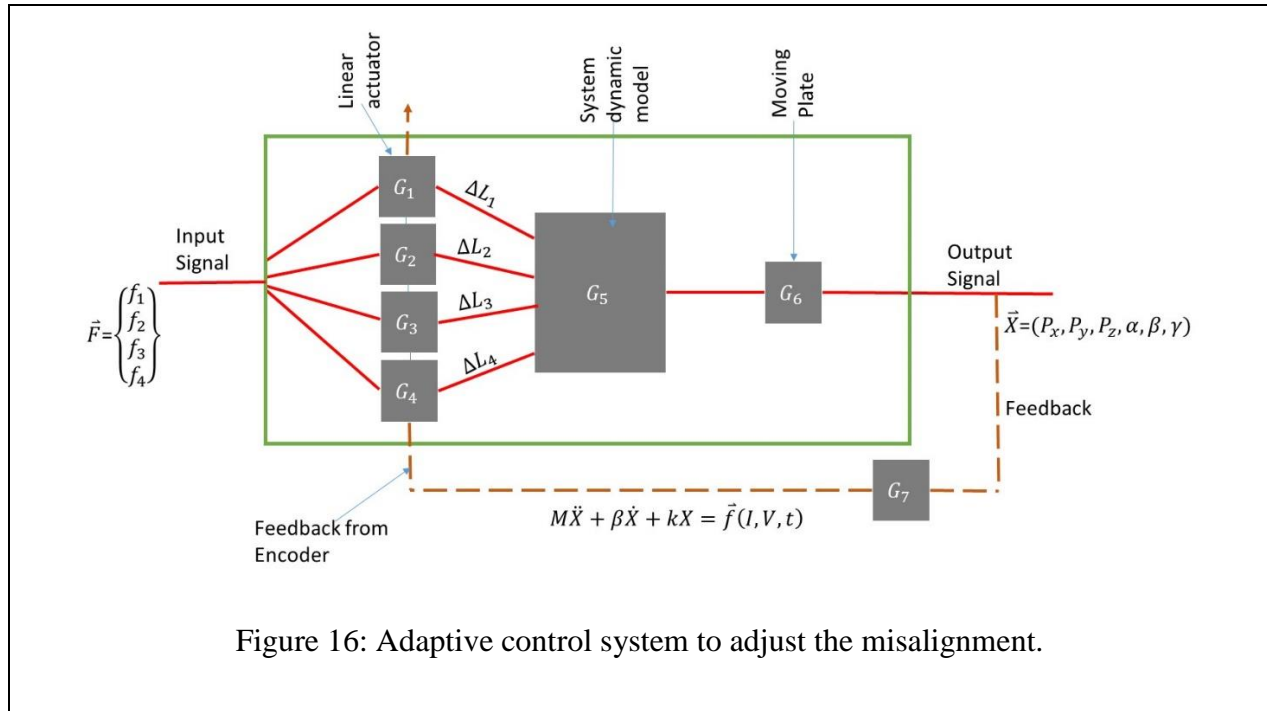 Linear
actuator
System
dynamic
model
Moving
Plate
Input
Signal
F⃗={f₁ f₂ f₃ f₄}
G₁
G₂
G₃
G₄
ΔL₁
ΔL₂
ΔL₃
ΔL₄
G₅
G₆
Output
Signal
X⃗=(Pₓ, Pᵧ, P_z, α, β, γ)
Feedback
G₇
MẌ + βẊ + kX = f⃗(I, V, t)
Feedback from
Encoder
Figure 16: Adaptive control system to adjust the misalignment.